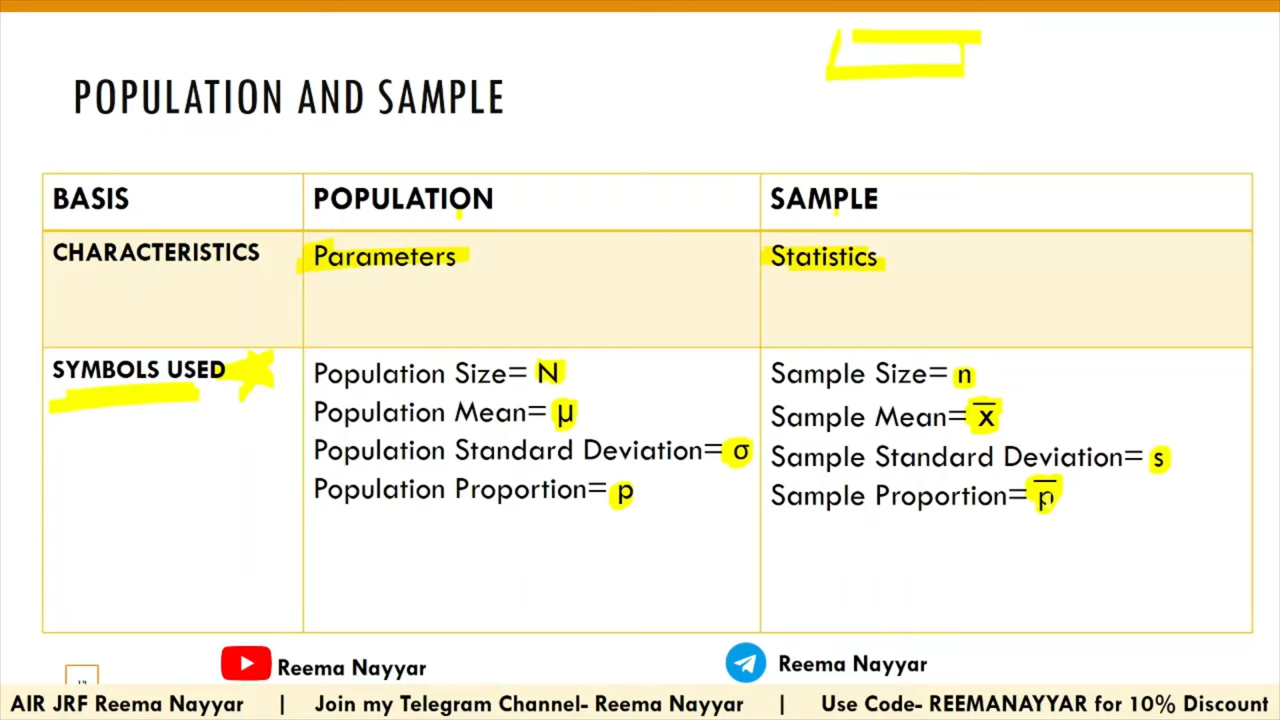 POPULATION AND SAMPLE
BASIS
POPULATION
SAMPLE
CHARACTERISTICS
Parameters
Statistics
SYMBOLS USED
Population Size= N
Population Mean= μ
Population Standard Deviation= σ
Population Proportion= p
Sample Size= n
Sample Mean= x̅
Sample Standard Deviation= s
Sample Proportion= p̅
Reema Nayyar
Reema Nayyar
AIR JRF Reema Nayyar | Join my Telegram Channel- Reema Nayyar | Use Code- REEMANAYYAR for 10% Discount